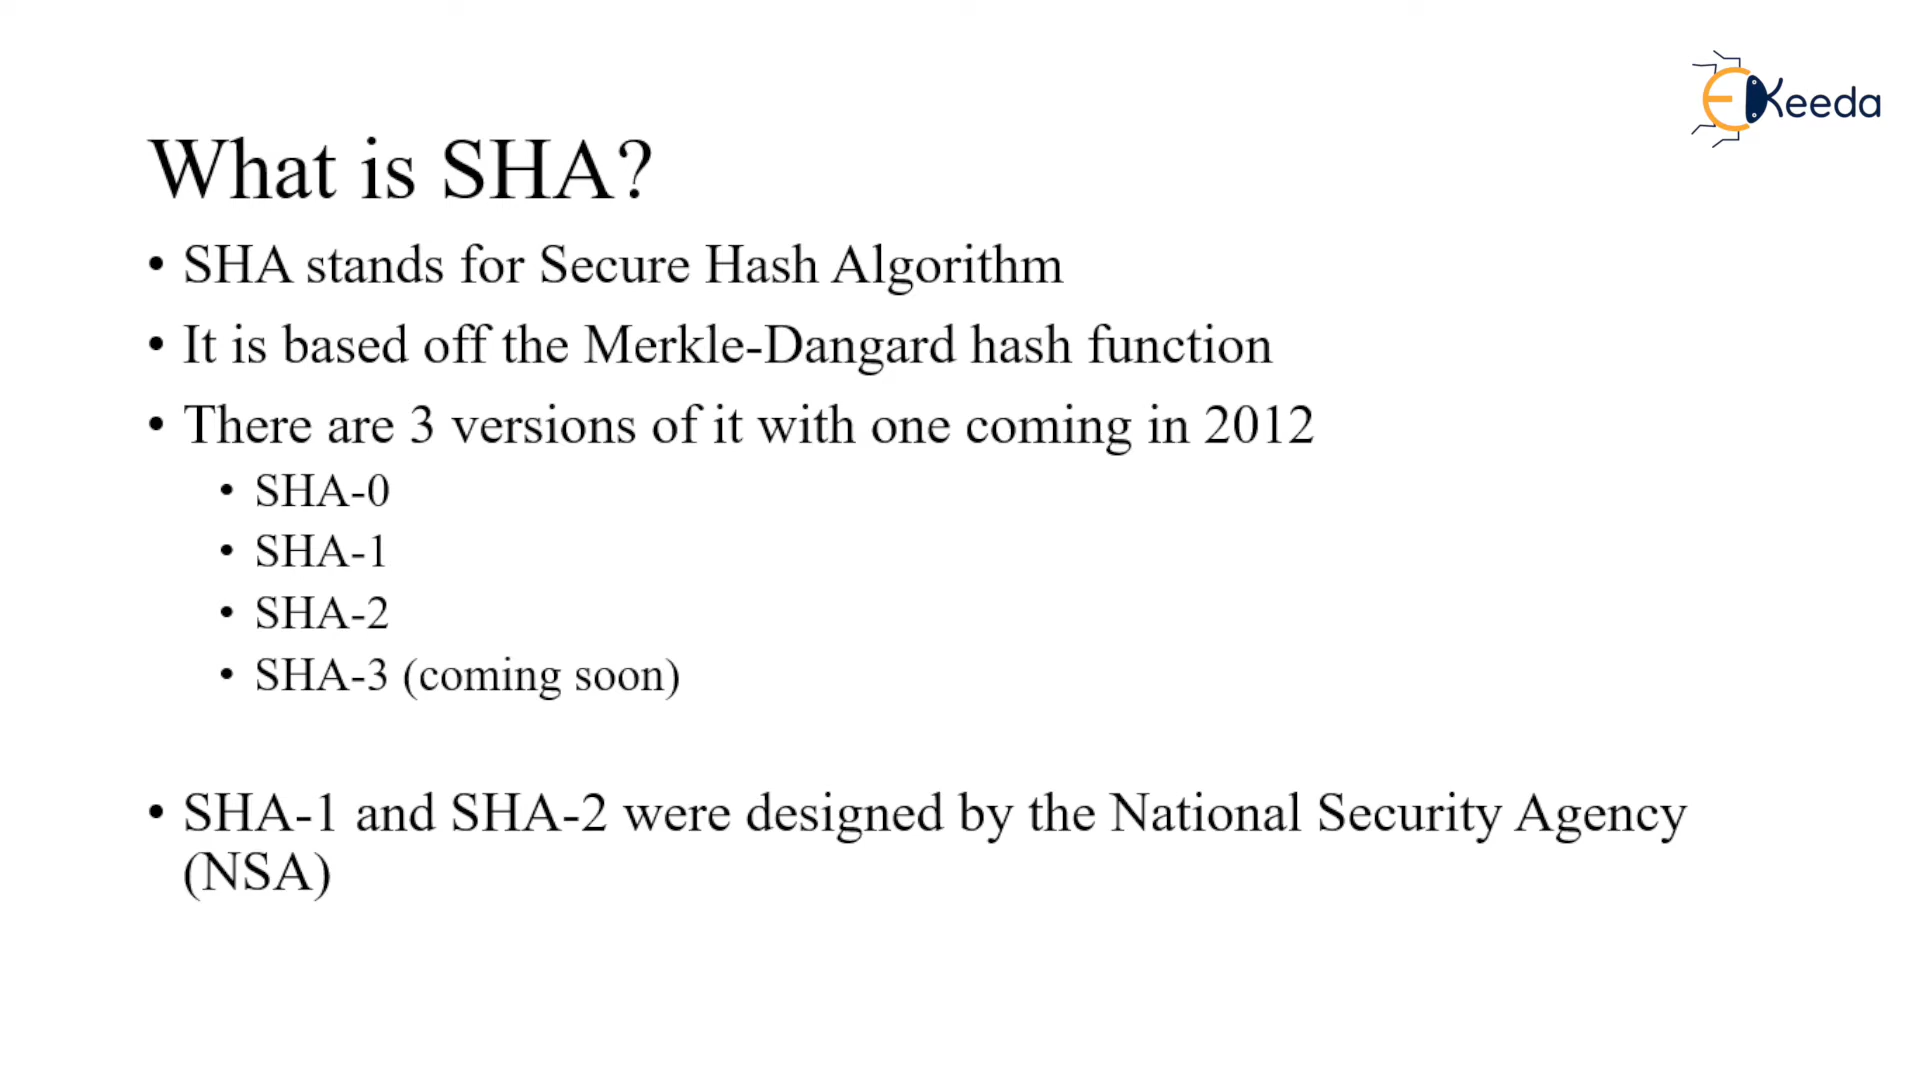 EKeeda
What is SHA?
• SHA stands for Secure Hash Algorithm
• It is based off the Merkle-Dangard hash function
• There are 3 versions of it with one coming in 2012
• SHA-0
• SHA-1
• SHA-2
• SHA-3 (coming soon)
• SHA-1 and SHA-2 were designed by the National Security Agency
(NSA)